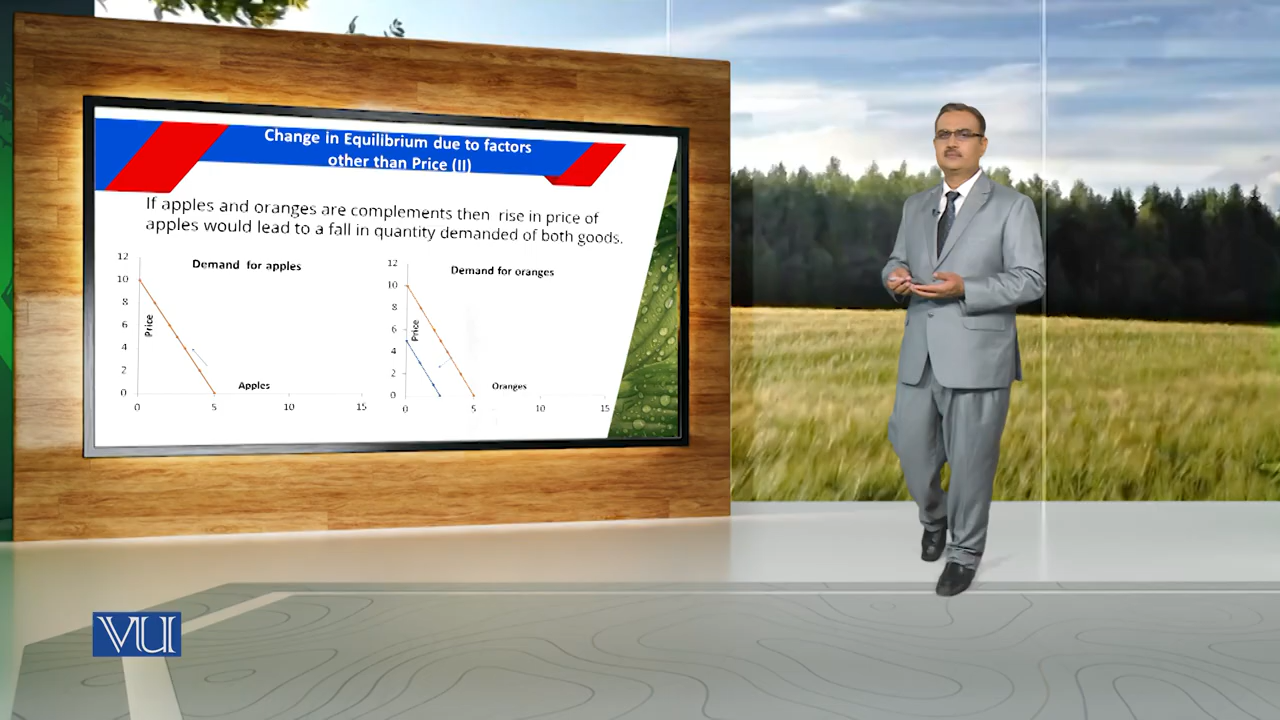 Change in Equilibrium due to factors
other than Price (II)
If apples and oranges are complements then rise in price of
apples would lead to a fall in quantity demanded of both goods.
Demand for apples
12
10
8
6
4
2
0
Price
Apples
0 5 10 15
Demand for oranges
12
10
8
6
4
2
0
Price
Oranges
0 5 10 15
VU